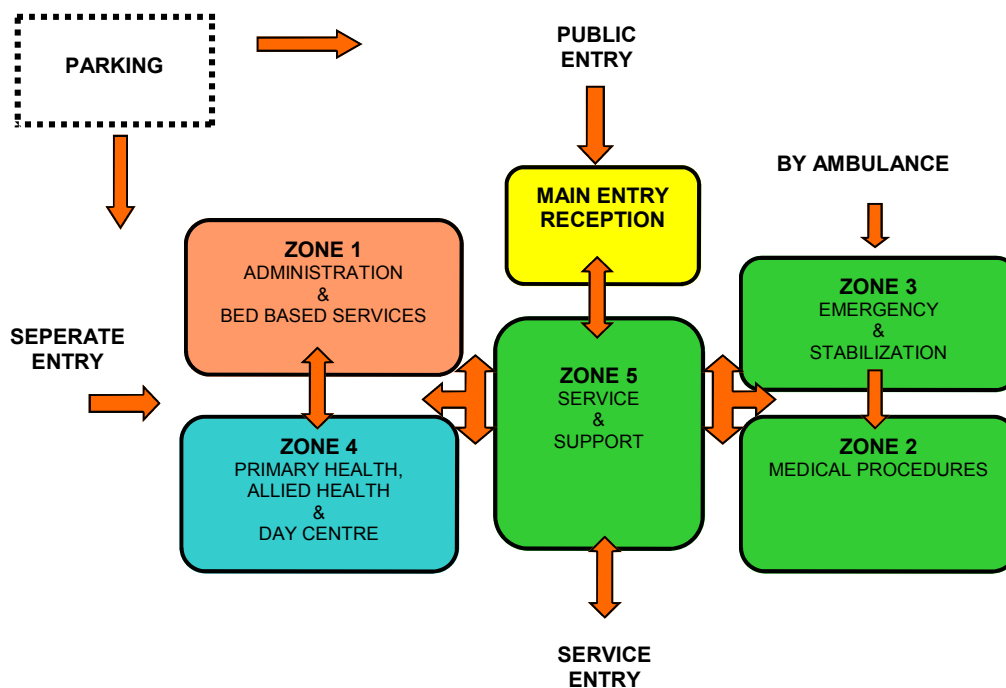 PARKING
PUBLIC
ENTRY
BY AMBULANCE
MAIN ENTRY
RECEPTION
ZONE 1
ADMINISTRATION
&
BED BASED SERVICES
ZONE 3
EMERGENCY
&
STABILIZATION
SEPERATE
ENTRY
ZONE 5
SERVICE
&
SUPPORT
ZONE 4
PRIMARY HEALTH,
ALLIED HEALTH
&
DAY CENTRE
ZONE 2
MEDICAL PROCEDURES
SERVICE
ENTRY